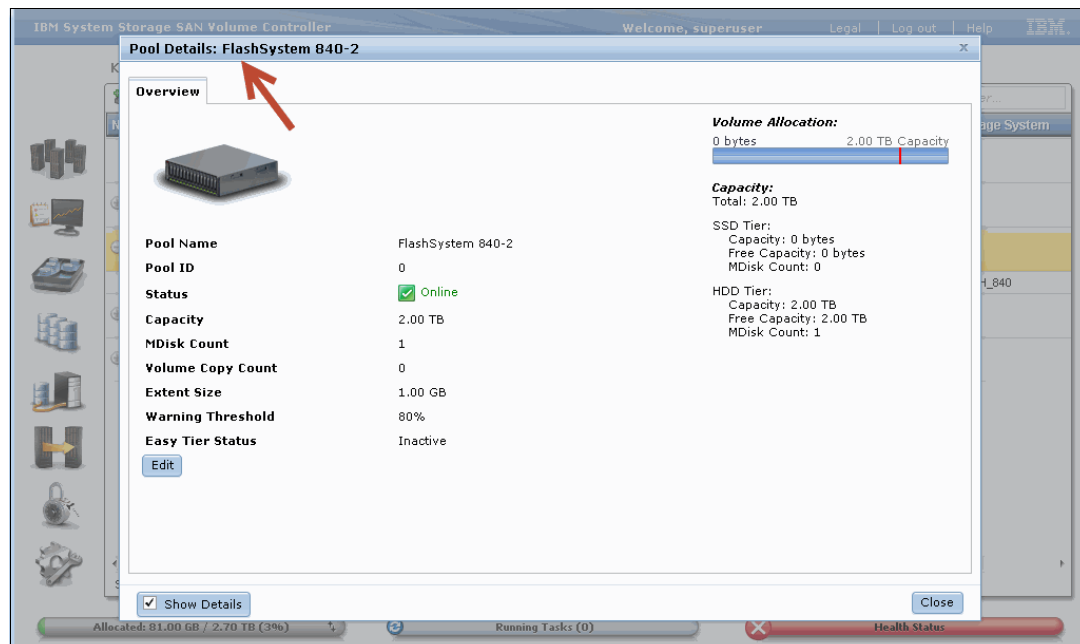 IBM System Storage SAN Volume Controller
Welcome, superuser
Legal | Log out | Help
IBM.
Pool Details: FlashSystem 840-2
x
Overview
age System
H_840
Volume Allocation:
0 bytes 2.00 TB Capacity
Capacity:
Total: 2.00 TB
SSD Tier:
Capacity: 0 bytes
Free Capacity: 0 bytes
MDisk Count: 0
HDD Tier:
Capacity: 2.00 TB
Free Capacity: 2.00 TB
MDisk Count: 1
Pool Name FlashSystem 840-2
Pool ID 0
Status Online
Capacity 2.00 TB
MDisk Count 1
Volume Copy Count 0
Extent Size 1.00 GB
Warning Threshold 80%
Easy Tier Status Inactive
Edit
Show Details
Close
Allocated: 81.00 GB / 2.70 TB (3%)
Running Tasks (0)
Health Status